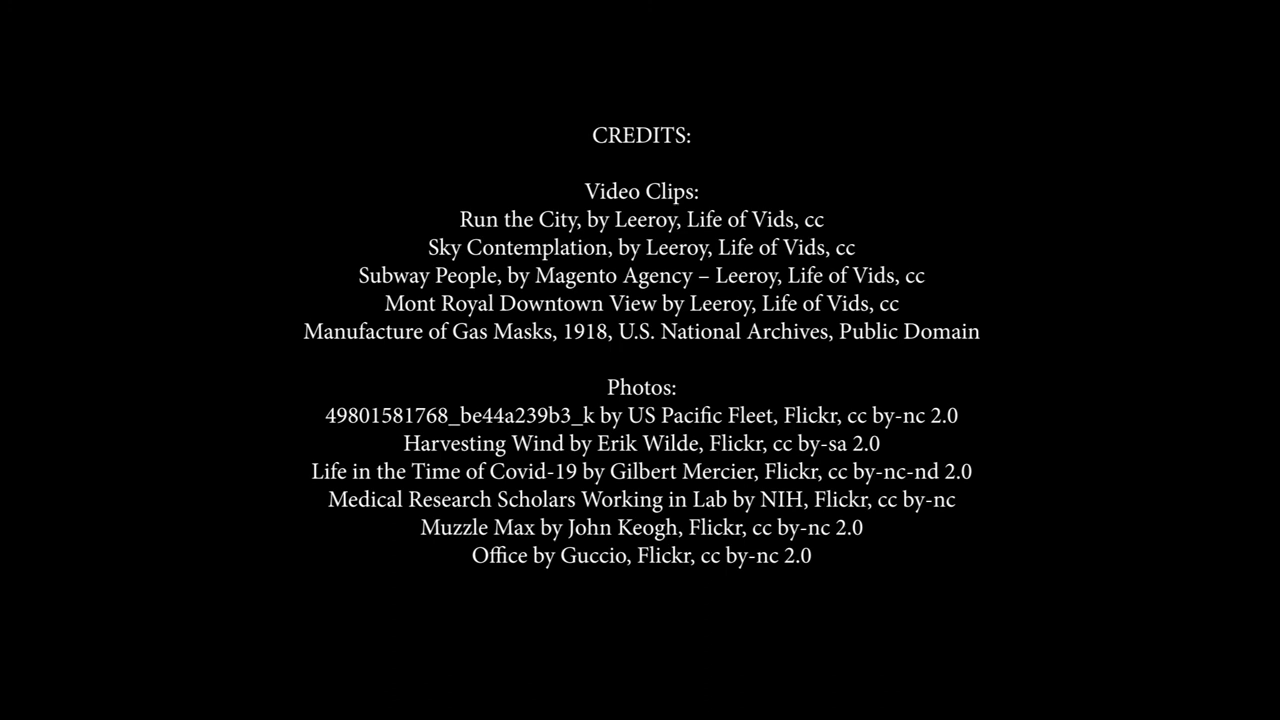 CREDITS:
Video Clips:
Run the City, by Leeroy, Life of Vids, cc
Sky Contemplation, by Leeroy, Life of Vids, cc
Subway People, by Magento Agency – Leeroy, Life of Vids, cc
Mont Royal Downtown View by Leeroy, Life of Vids, cc
Manufacture of Gas Masks, 1918, U.S. National Archives, Public Domain
Photos:
49801581768_be44a239b3_k by US Pacific Fleet, Flickr, cc by-nc 2.0
Harvesting Wind by Erik Wilde, Flickr, cc by-sa 2.0
Life in the Time of Covid-19 by Gilbert Mercier, Flickr, cc by-nc-nd 2.0
Medical Research Scholars Working in Lab by NIH, Flickr, cc by-nc
Muzzle Max by John Keogh, Flickr, cc by-nc 2.0
Office by Guccio, Flickr, cc by-nc 2.0